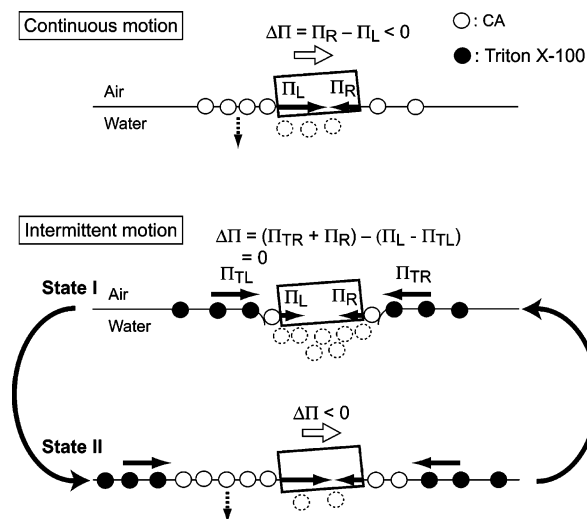 Continuous motion
ΔΠ = Π_R − Π_L < 0
○: CA
●: Triton X-100
Π_L Π_R
Air
Water
Intermittent motion
ΔΠ = (Π_TR + Π_R) − (Π_L - Π_TL)
= 0
State I
Π_TL Π_TR
Air
Π_L Π_R
Water
ΔΠ < 0
State II